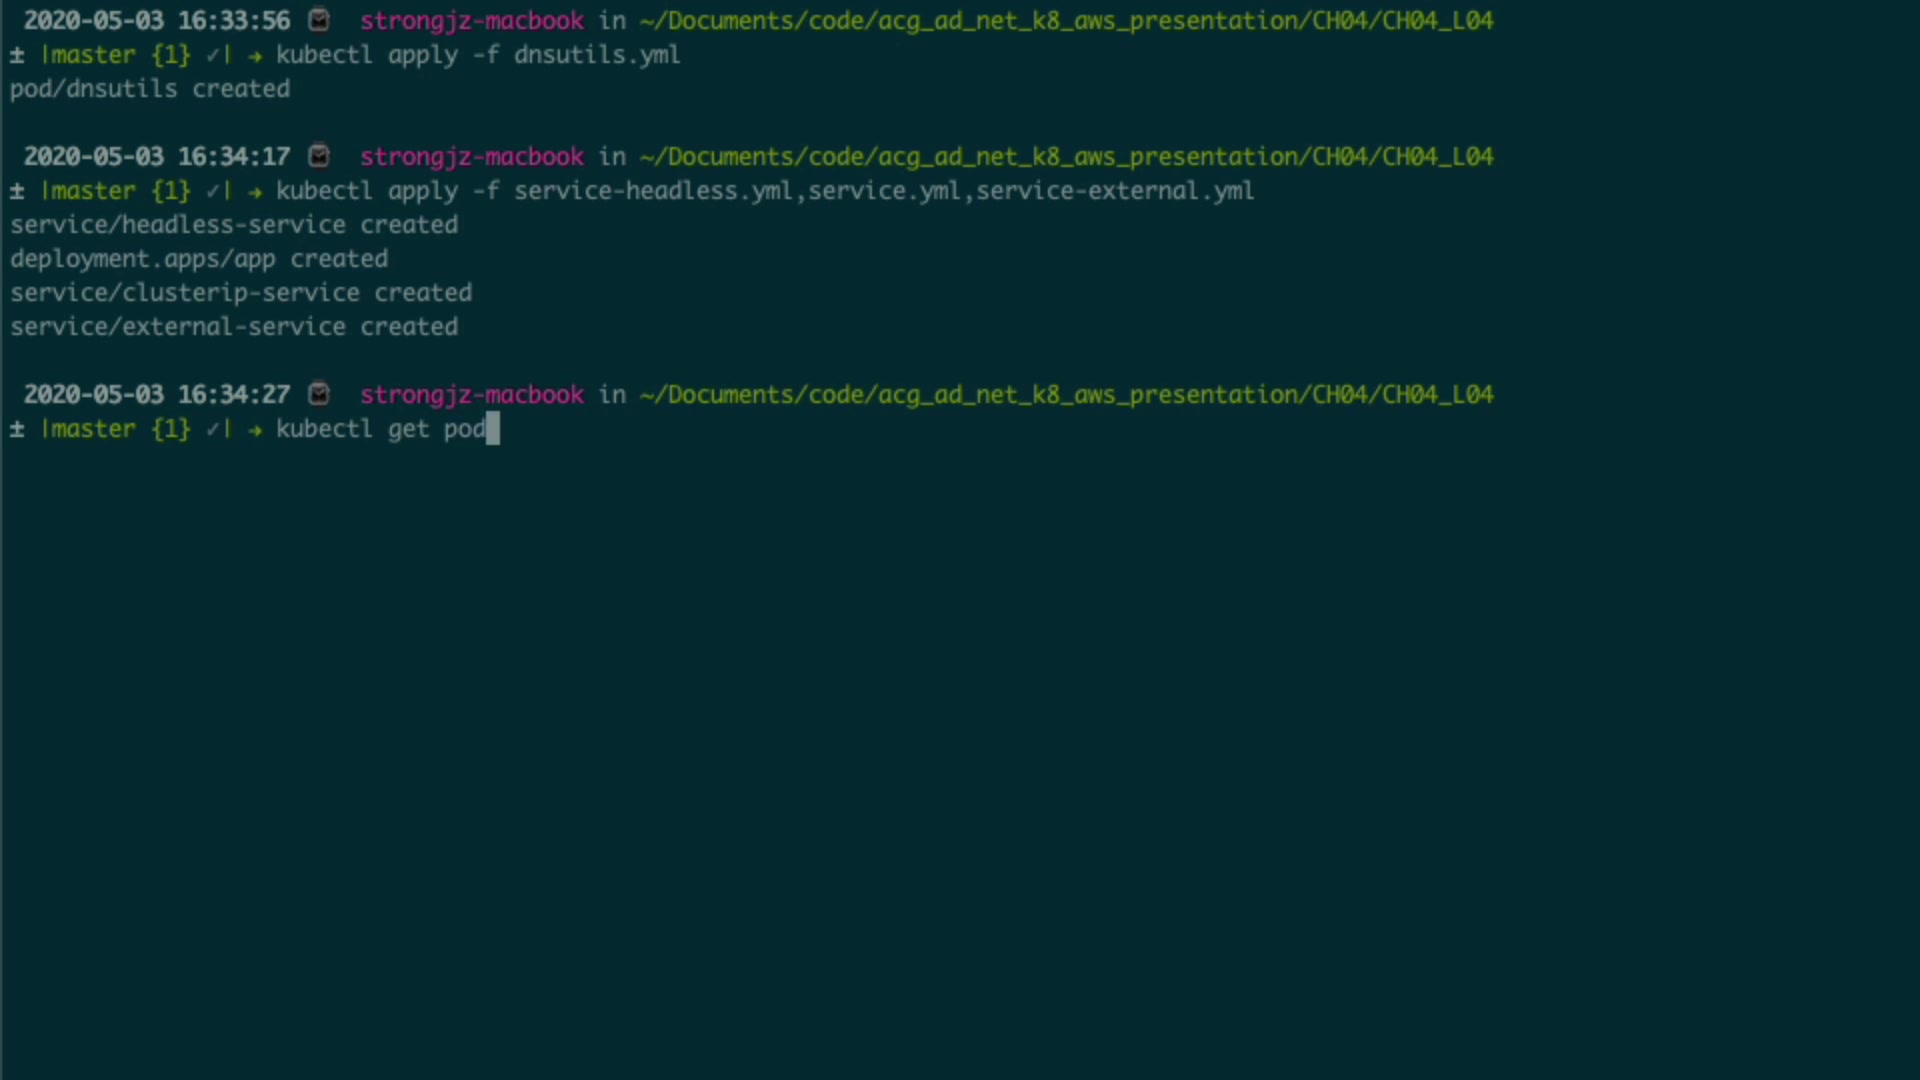 2020-05-03 16:33:56 ⌚ strongjz-macbook in ~/Documents/code/acg_ad_net_k8_aws_presentation/CH04/CH04_L04
± |master {1} ✓| → kubectl apply -f dnsutils.yml
pod/dnsutils created
2020-05-03 16:34:17 ⌚ strongjz-macbook in ~/Documents/code/acg_ad_net_k8_aws_presentation/CH04/CH04_L04
± |master {1} ✓| → kubectl apply -f service-headless.yml,service.yml,service-external.yml
service/headless-service created
deployment.apps/app created
service/clusterip-service created
service/external-service created
2020-05-03 16:34:27 ⌚ strongjz-macbook in ~/Documents/code/acg_ad_net_k8_aws_presentation/CH04/CH04_L04
± |master {1} ✓| → kubectl get pod